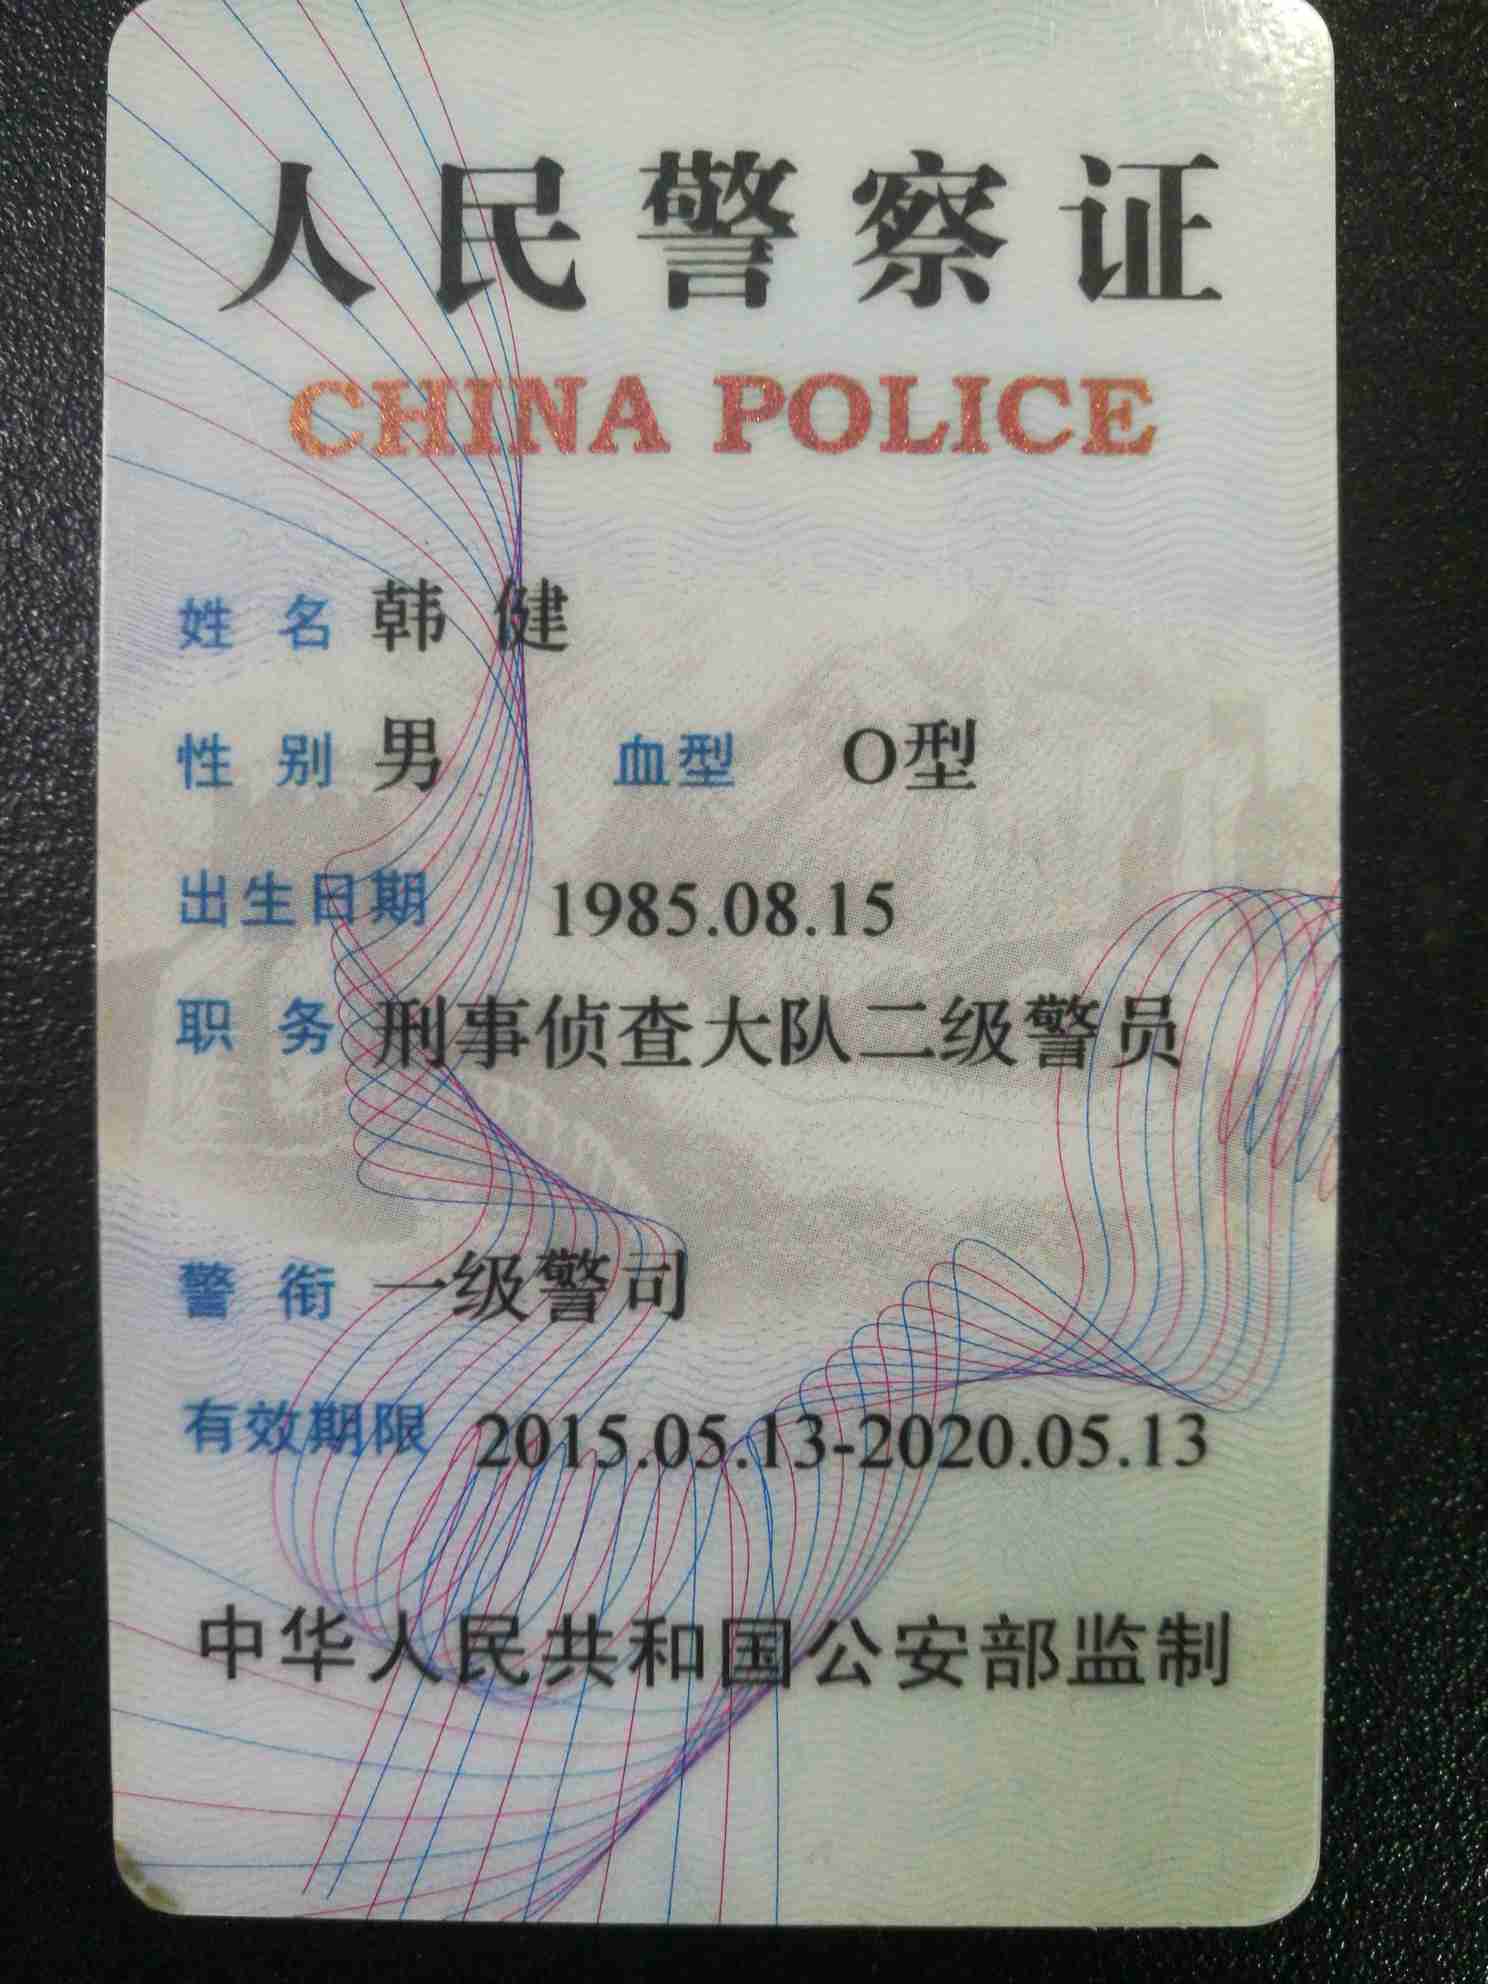 人民警察证
CHINA POLICE
姓名 韩健
性别 男 血型 O型
出生日期 1985.08.15
职务 刑事侦查大队二级警员
警衔 一级警司
有效期限 2015.05.13-2020.05.13
中华人民共和国公安部监制